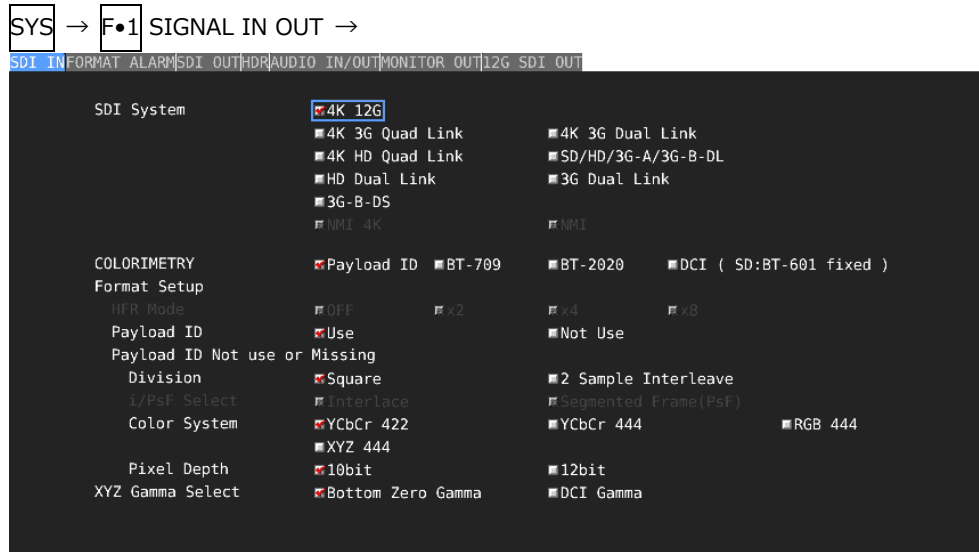 SYS → F•1 SIGNAL IN OUT →
SDI IN FORMAT ALARM SDI OUT HDR AUDIO IN/OUT MONITOR OUT 12G SDI OUT
SDI System 4K 12G
4K 3G Quad Link 4K 3G Dual Link
4K HD Quad Link SD/HD/3G-A/3G-B-DL
HD Dual Link 3G Dual Link
3G-B-DS
NMI 4K NMI
COLORIMETRY Payload ID BT-709 BT-2020 DCI ( SD:BT-601 fixed )
Format Setup
HFR Mode OFF x2 x4 x8
Payload ID Use Not Use
Payload ID Not use or Missing
Division Square 2 Sample Interleave
i/PsF Select Interlace Segmented Frame(PsF)
Color System YCbCr 422 YCbCr 444 RGB 444
XYZ 444
Pixel Depth 10bit 12bit
XYZ Gamma Select Bottom Zero Gamma DCI Gamma